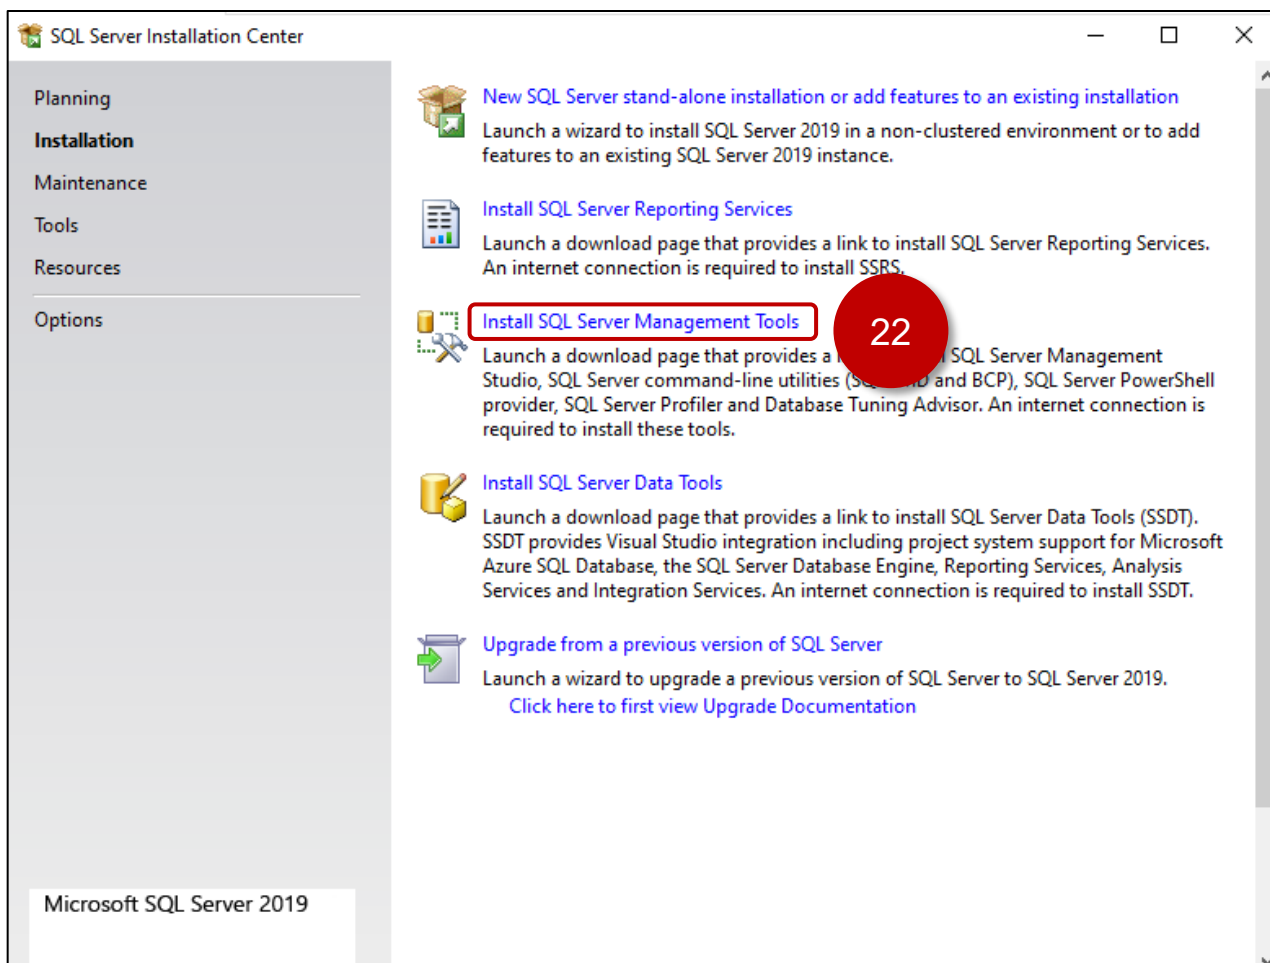 SQL Server Installation Center
Planning
Installation
Maintenance
Tools
Resources
Options
New SQL Server stand-alone installation or add features to an existing installation
Launch a wizard to install SQL Server 2019 in a non-clustered environment or to add
features to an existing SQL Server 2019 instance.
Install SQL Server Reporting Services
Launch a download page that provides a link to install SQL Server Reporting Services.
An internet connection is required to install SSRS.
Install SQL Server Management Tools
22
Launch a download page that provides a SQL Server Management
Studio, SQL Server command-line utilities ( and BCP), SQL Server PowerShell
provider, SQL Server Profiler and Database Tuning Advisor. An internet connection is
required to install these tools.
Install SQL Server Data Tools
Launch a download page that provides a link to install SQL Server Data Tools (SSDT).
SSDT provides Visual Studio integration including project system support for Microsoft
Azure SQL Database, the SQL Server Database Engine, Reporting Services, Analysis
Services and Integration Services. An internet connection is required to install SSDT.
Upgrade from a previous version of SQL Server
Launch a wizard to upgrade a previous version of SQL Server to SQL Server 2019.
Click here to first view Upgrade Documentation
Microsoft SQL Server 2019